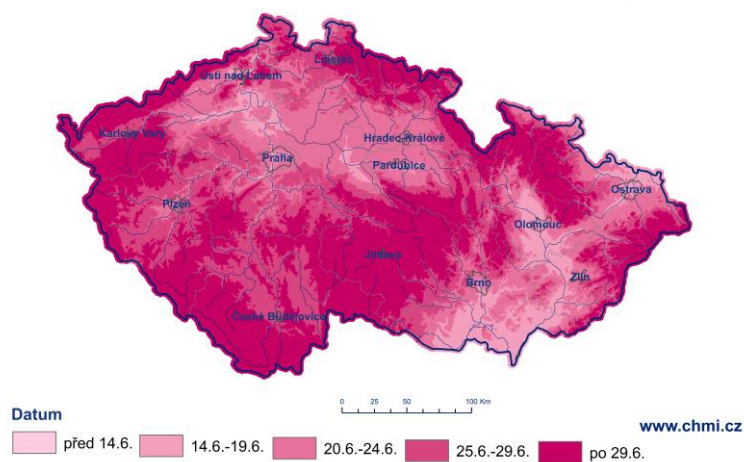 Liberec
Ústí nad Labem
Karlovy Vary
Hradec Králové
Praha
Pardubice
Ostrava
Plzeň
Olomouc
Jihlava
Zlín
Brno
České Budějovice
0 25 50 100 Km
Datum
www.chmi.cz
před 14.6. 14.6.-19.6. 20.6.-24.6. 25.6.-29.6. po 29.6.